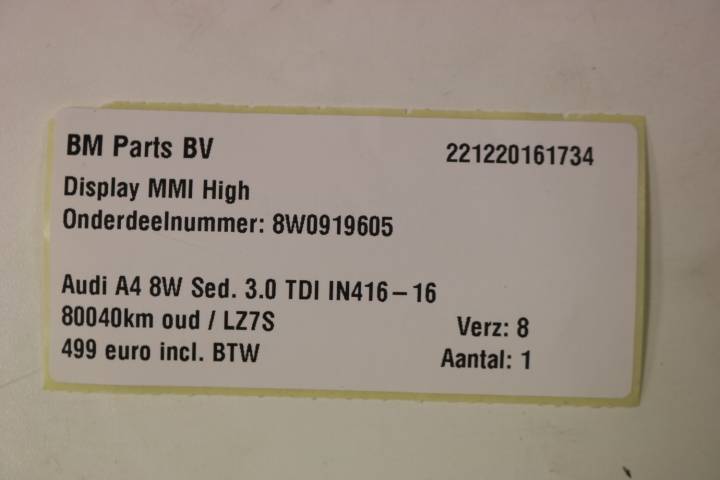 BM Parts BV 221220161734
Display MMI High
Onderdeelnummer: 8W0919605
Audi A4 8W Sed. 3.0 TDI IN416-16
80040km oud / LZ7S Verz: 8
499 euro incl. BTW Aantal: 1